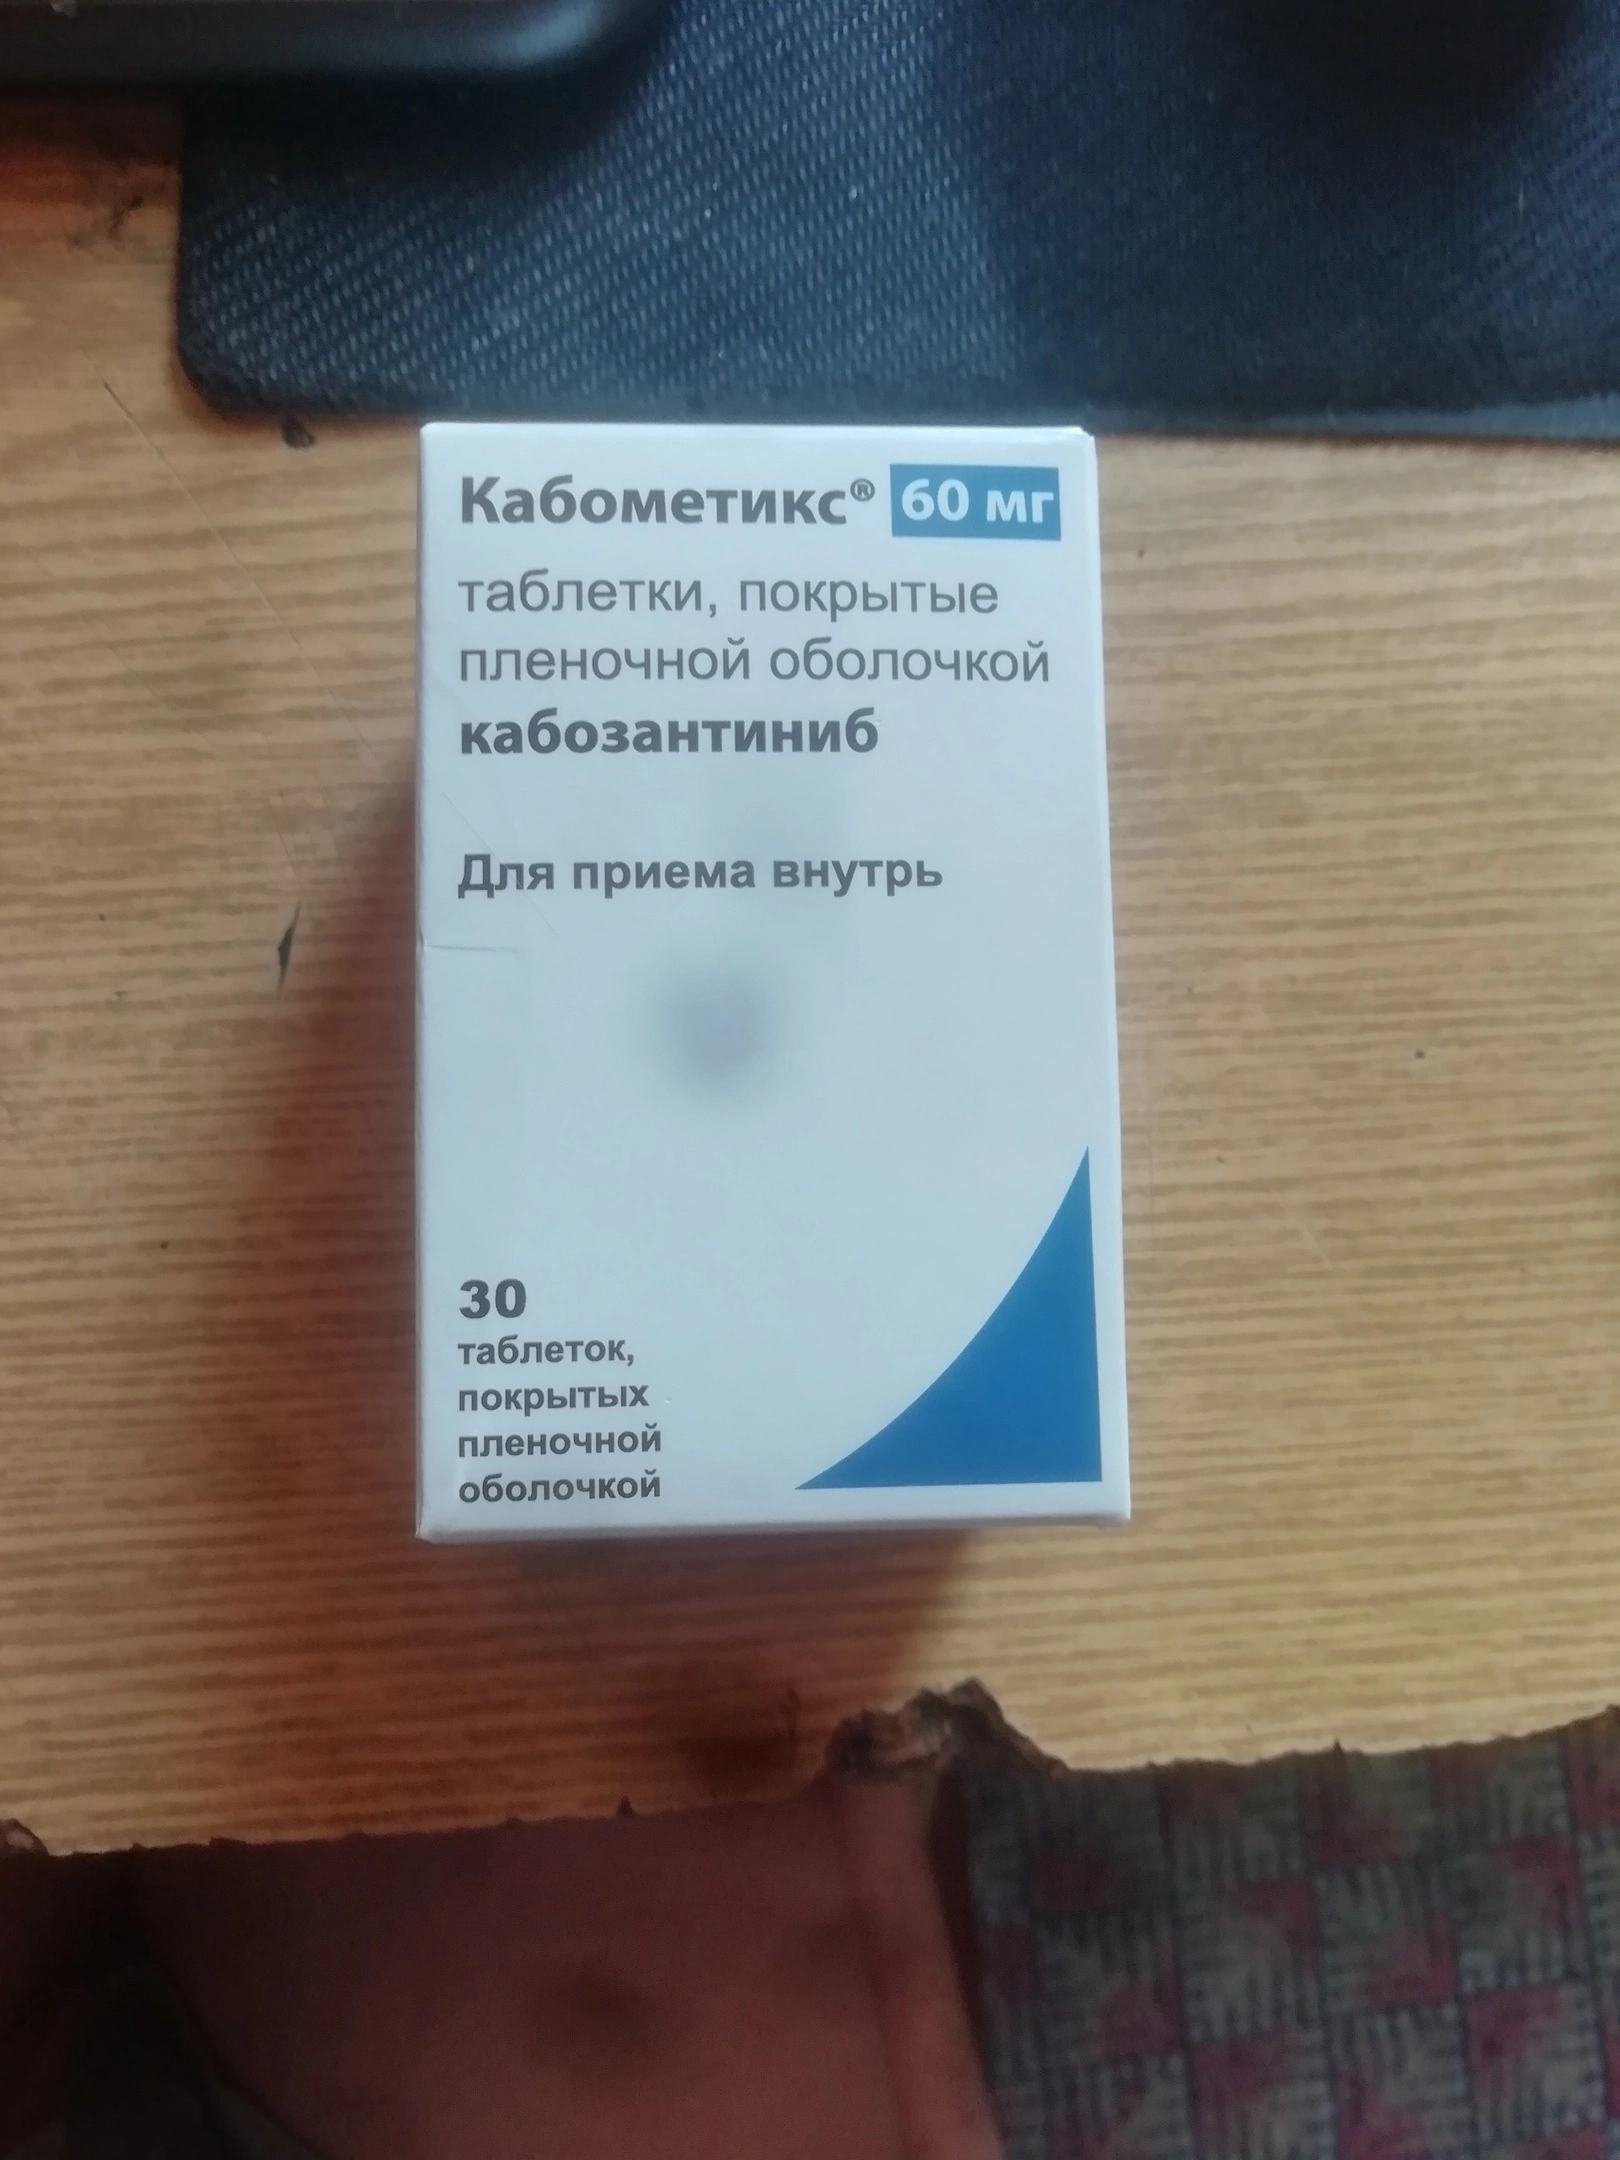 Кабометикс® 60 мг
таблетки, покрытые
пленочной оболочкой
кабозантиниб
Для приема внутрь
30
таблеток,
покрытых
пленочной
оболочкой